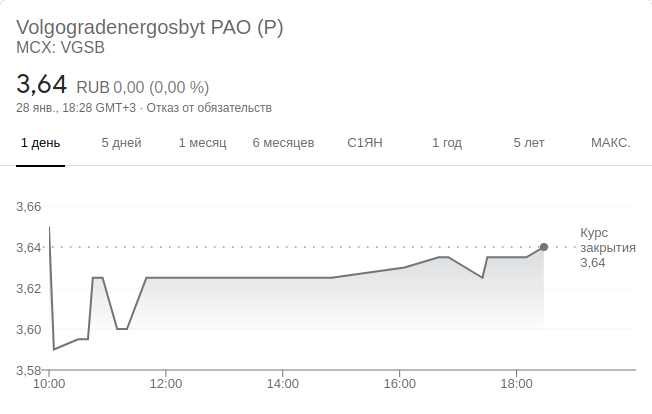 Volgogradenergosbyt PAO (P)
MCX: VGSB
3,64 RUB 0,00 (0,00 %)
28 янв., 18:28 GMT+3 · Отказ от обязательств
1 день 5 дней 1 месяц 6 месяцев С1ЯН 1 год 5 лет МАКС.
3,66
3,64
3,62
3,60
3,58
Курс
закрытия
3,64
10:00 12:00 14:00 16:00 18:00